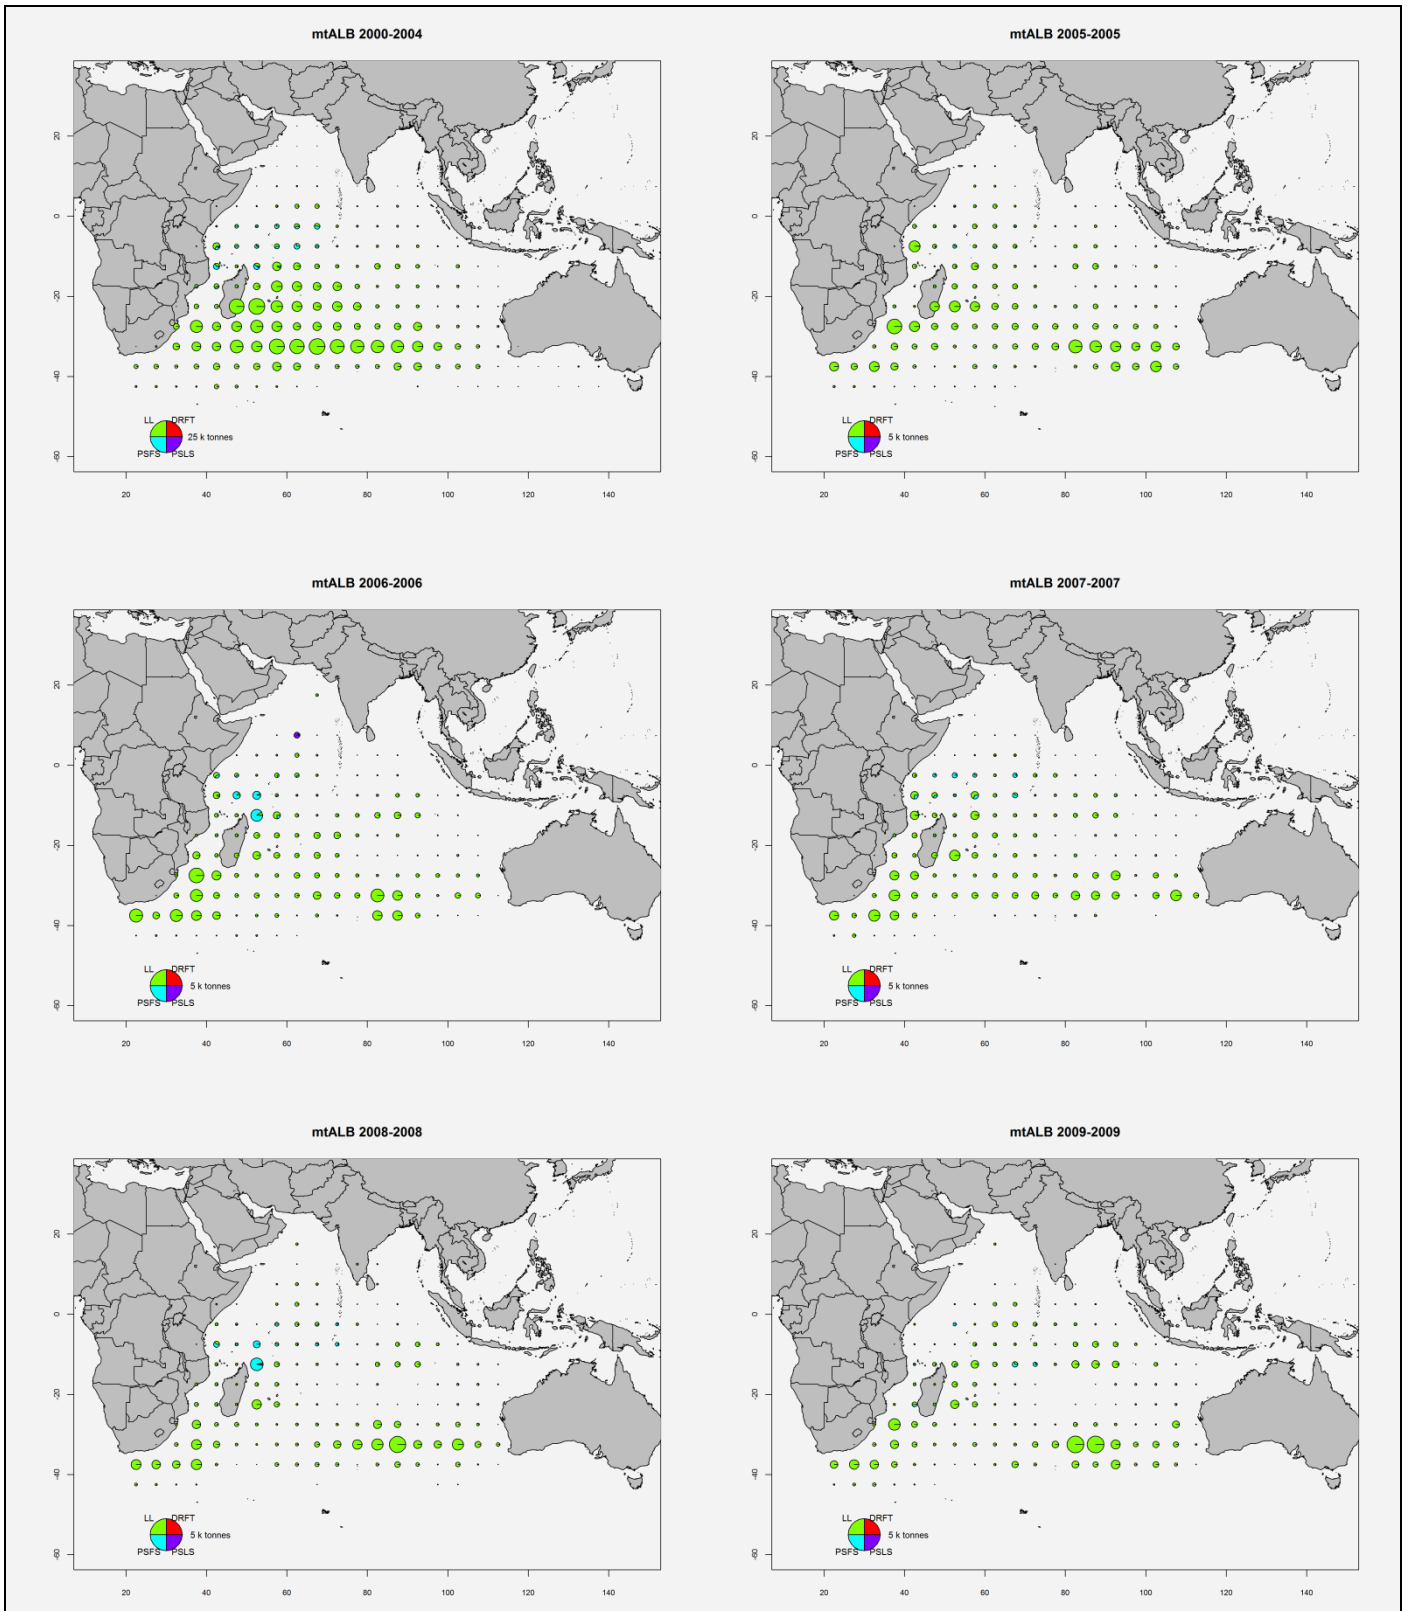 mtALB 2000-2004
20
0
-20
-40
-60
LL DRFT
25 k tonnes
PSFS PSLS
20 40 60 80 100 120 140
mtALB 2005-2005
20
0
-20
-40
-60
LL DRFT
5 k tonnes
PSFS PSLS
20 40 60 80 100 120 140
mtALB 2006-2006
20
0
-20
-40
-60
LL DRFT
5 k tonnes
PSFS PSLS
20 40 60 80 100 120 140
mtALB 2007-2007
20
0
-20
-40
-60
LL DRFT
5 k tonnes
PSFS PSLS
20 40 60 80 100 120 140
mtALB 2008-2008
20
0
-20
-40
-60
LL DRFT
5 k tonnes
PSFS PSLS
20 40 60 80 100 120 140
mtALB 2009-2009
20
0
-20
-40
-60
LL DRFT
5 k tonnes
PSFS PSLS
20 40 60 80 100 120 140